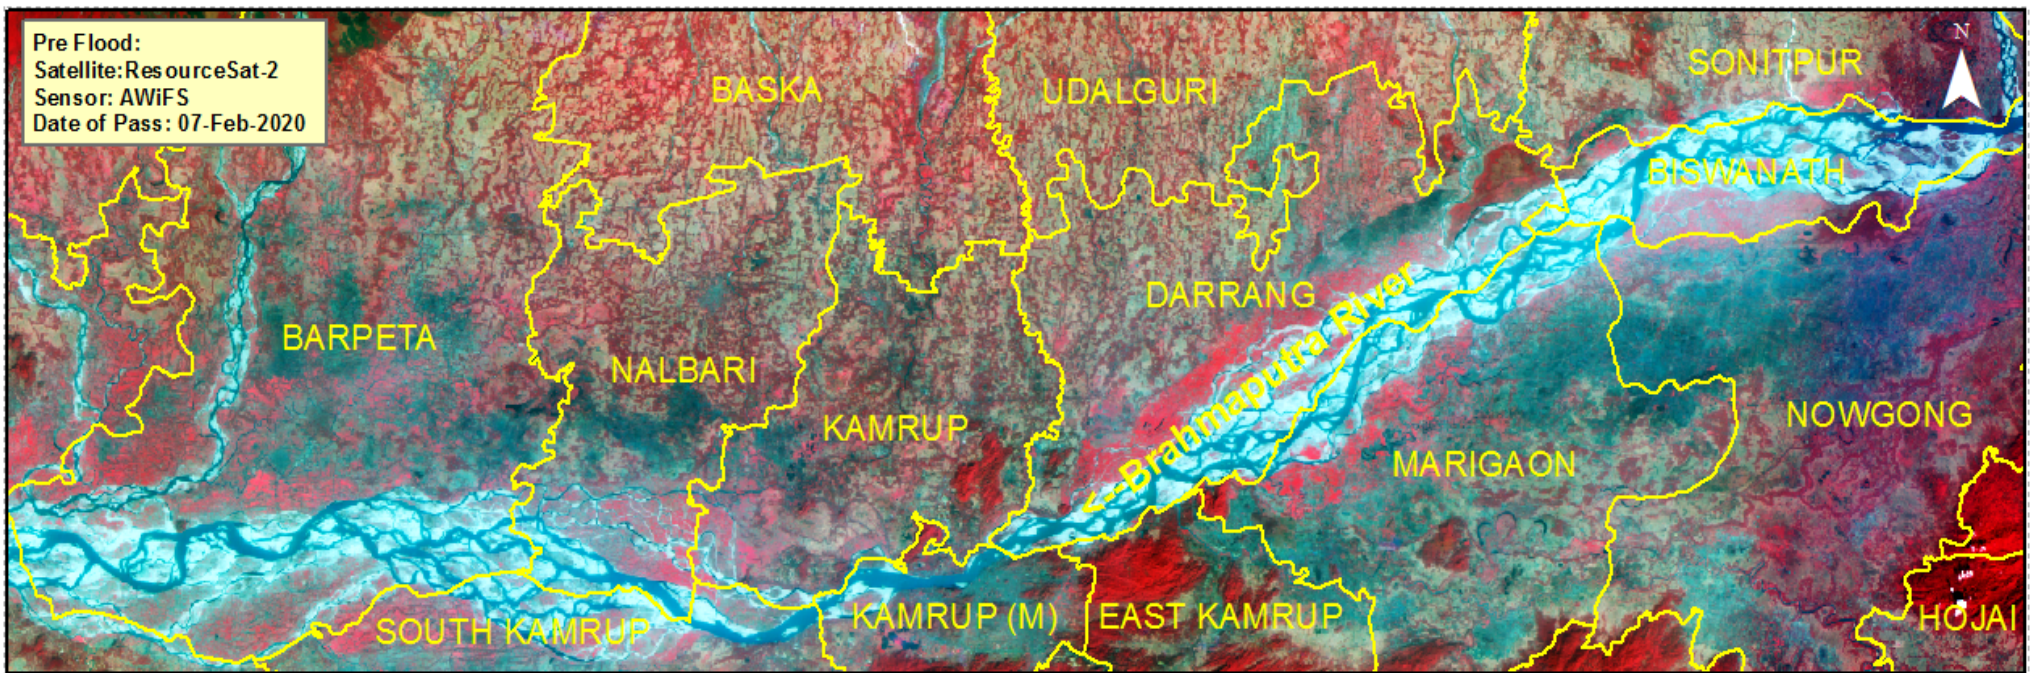 Pre Flood:
Satellite:ResourceSat-2
Sensor: AWiFS
Date of Pass: 07-Feb-2020
N
SONITPUR
BASKA
UDALGURI
BISWANATH
DARRANG
BARPETA
NALBARI
<-- Brahmaputra River
KAMRUP
NOWGONG
MARIGAON
SOUTH KAMRUP
KAMRUP (M)
EAST KAMRUP
HOJAI